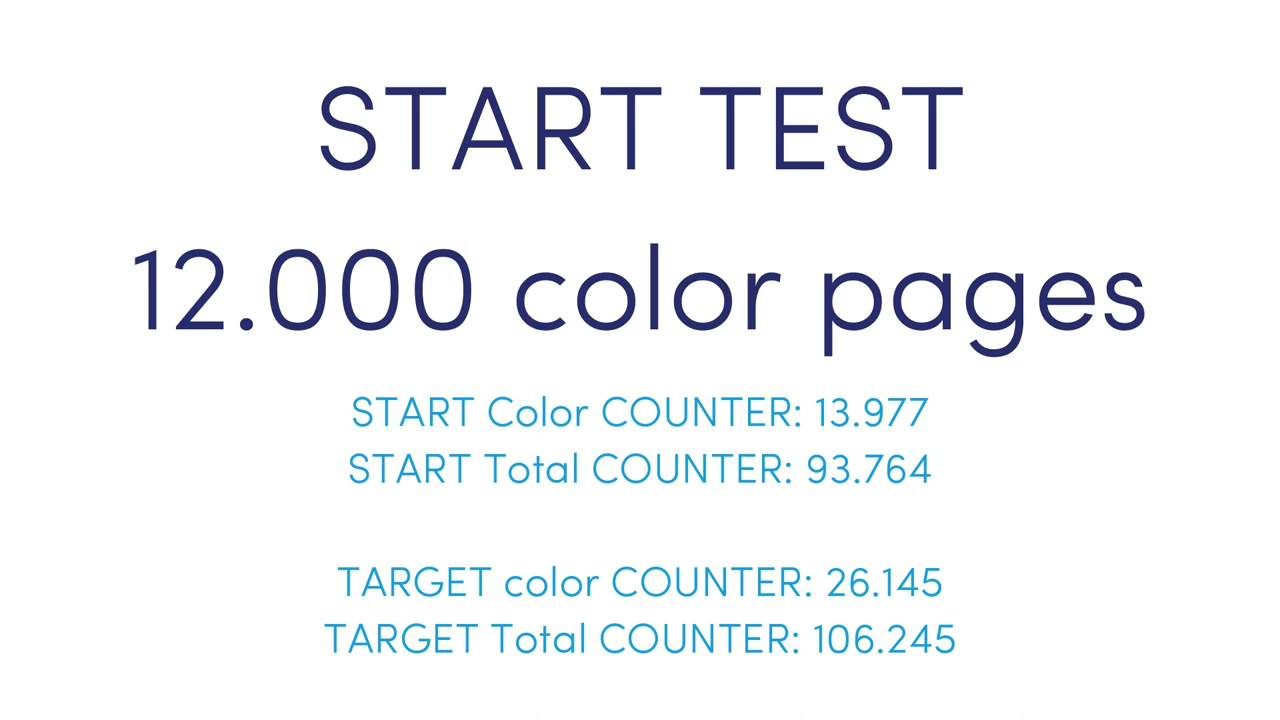 START TEST
12.000 color pages
START Color COUNTER: 13.977
START Total COUNTER: 93.764
TARGET color COUNTER: 26.145
TARGET Total COUNTER: 106.245